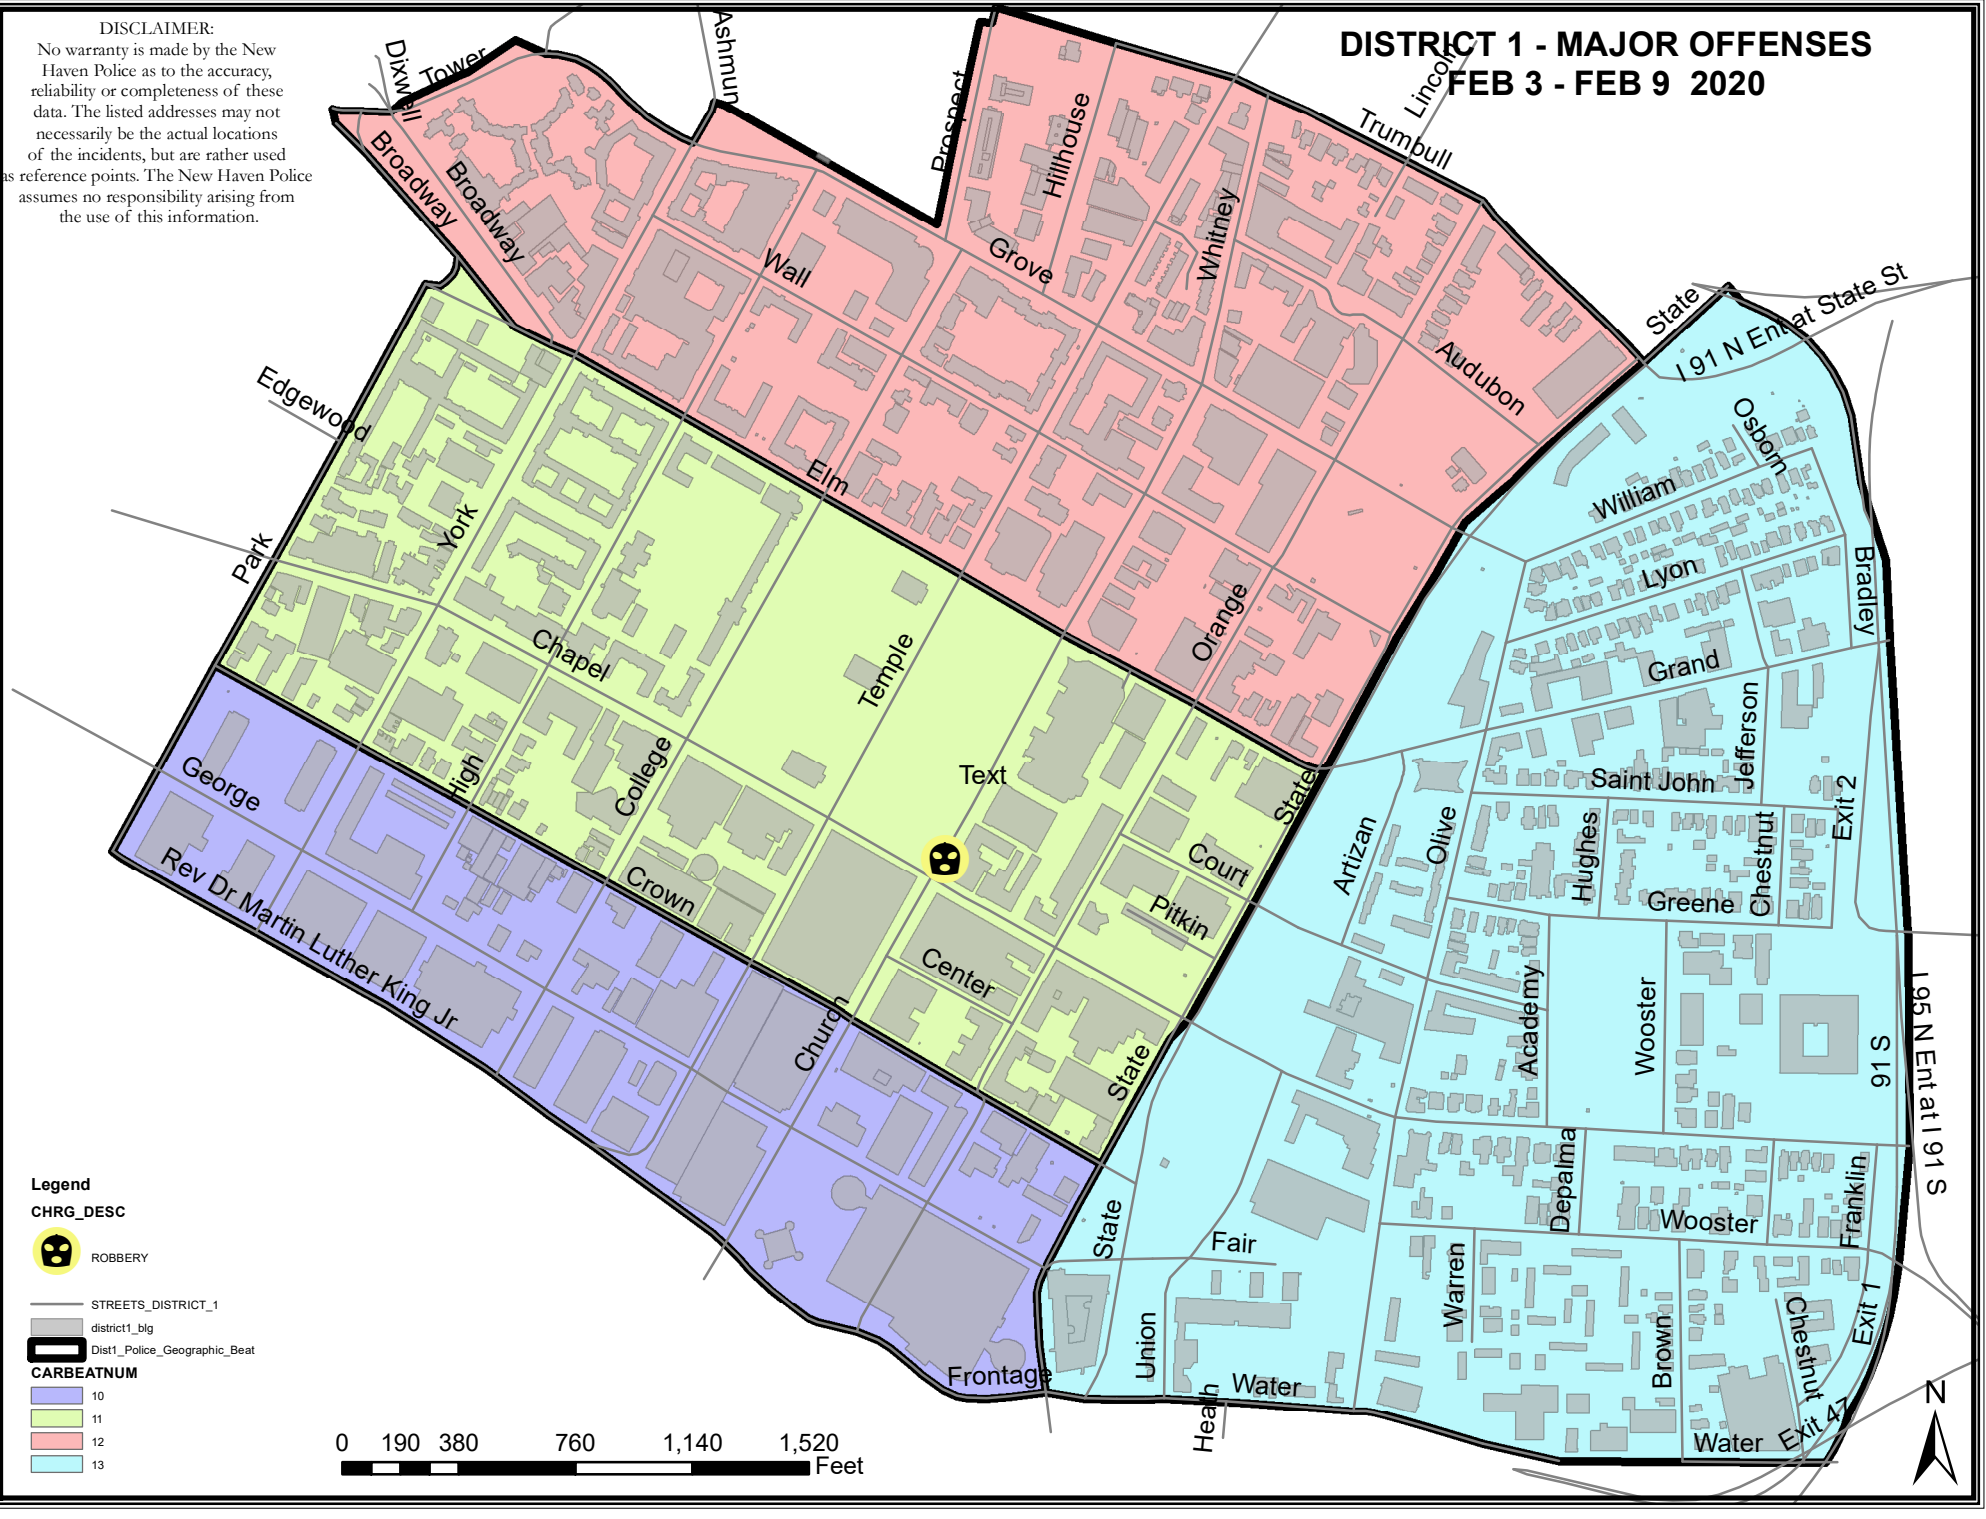 DISCLAIMER:
No warranty is made by the New
Haven Police as to the accuracy,
reliability or completeness of these
data. The listed addresses may not
necessarily be the actual locations
of the incidents, but are rather used
as reference points. The New Haven Police
assumes no responsibility arising from
the use of this information.
DISTRICT 1 - MAJOR OFFENSES
FEB 3 - FEB 9 2020
Dixwell
Tower
Ashmun
Prospect
Hillhouse
Lincoln
Trumbull
Broadway
Broadway
Wall
Grove
Whitney
State
I 91 N Ent at State St
Audubon
Edgewood
Osborn
Elm
William
York
Park
Lyon
Bradley
Orange
Chapel
Temple
Grand
Jefferson
Text
State
Saint John
George
High
College
Exit 2
Artizan
Olive
Hughes
Chestnut
Court
Crown
Pitkin
Greene
Rev Dr Martin Luther King Jr
Center
Church
State
Academy
Wooster
91 S
I 95 N Ent at I 91 S
Depalma
Wooster
Franklin
State
Fair
Warren
Union
Brown
Chestnut
Exit 1
Frontage
Heath
Water
Water
Exit 47
N
Legend
CHRG_DESC
ROBBERY
STREETS_DISTRICT_1
district1_blg
Dist1_Police_Geographic_Beat
CARBEATNUM
10
11
12
13
0 190 380 760 1,140 1,520
Feet